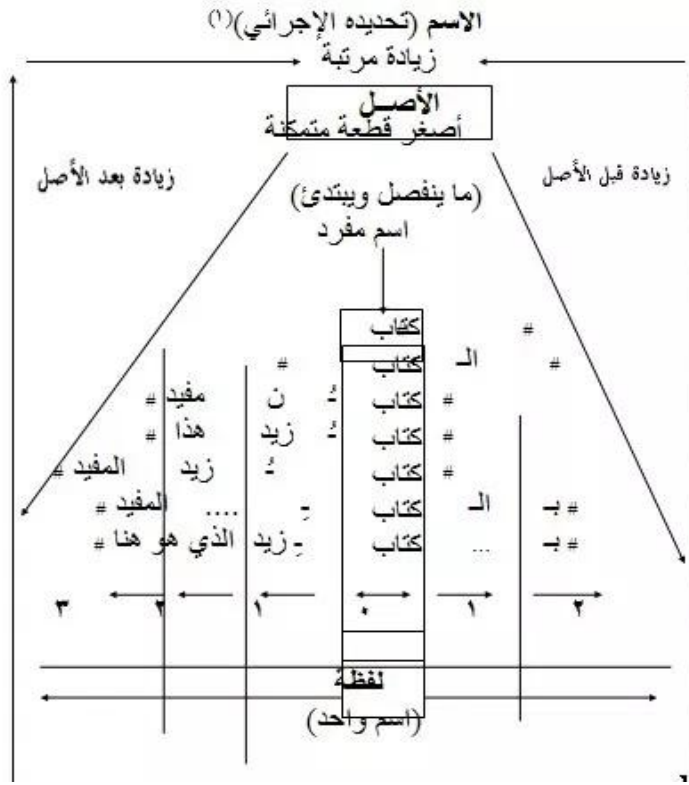 الاسم (تحديده الإجرائي)(١)
زيادة مرتبة
الأصل
أصغر قطعة متمكنة
زيادة قبل الأصل
زيادة بعد الأصل
(ما ينفصل ويبتدئ)
اسم مفرد
# كتاب
# الـ كتاب #
# كتاب ـُ ن مفيد #
# كتاب ـُ زيد هذا #
# كتاب ـُ زيد المفيد #
# بـ الـ كتاب ـِ .... المفيد #
# بـ ... كتاب ـِ زيد الذي هو هنا #
٢ ١ ٠ ١ ٢ ٣
لفظة
(اسم واحد)